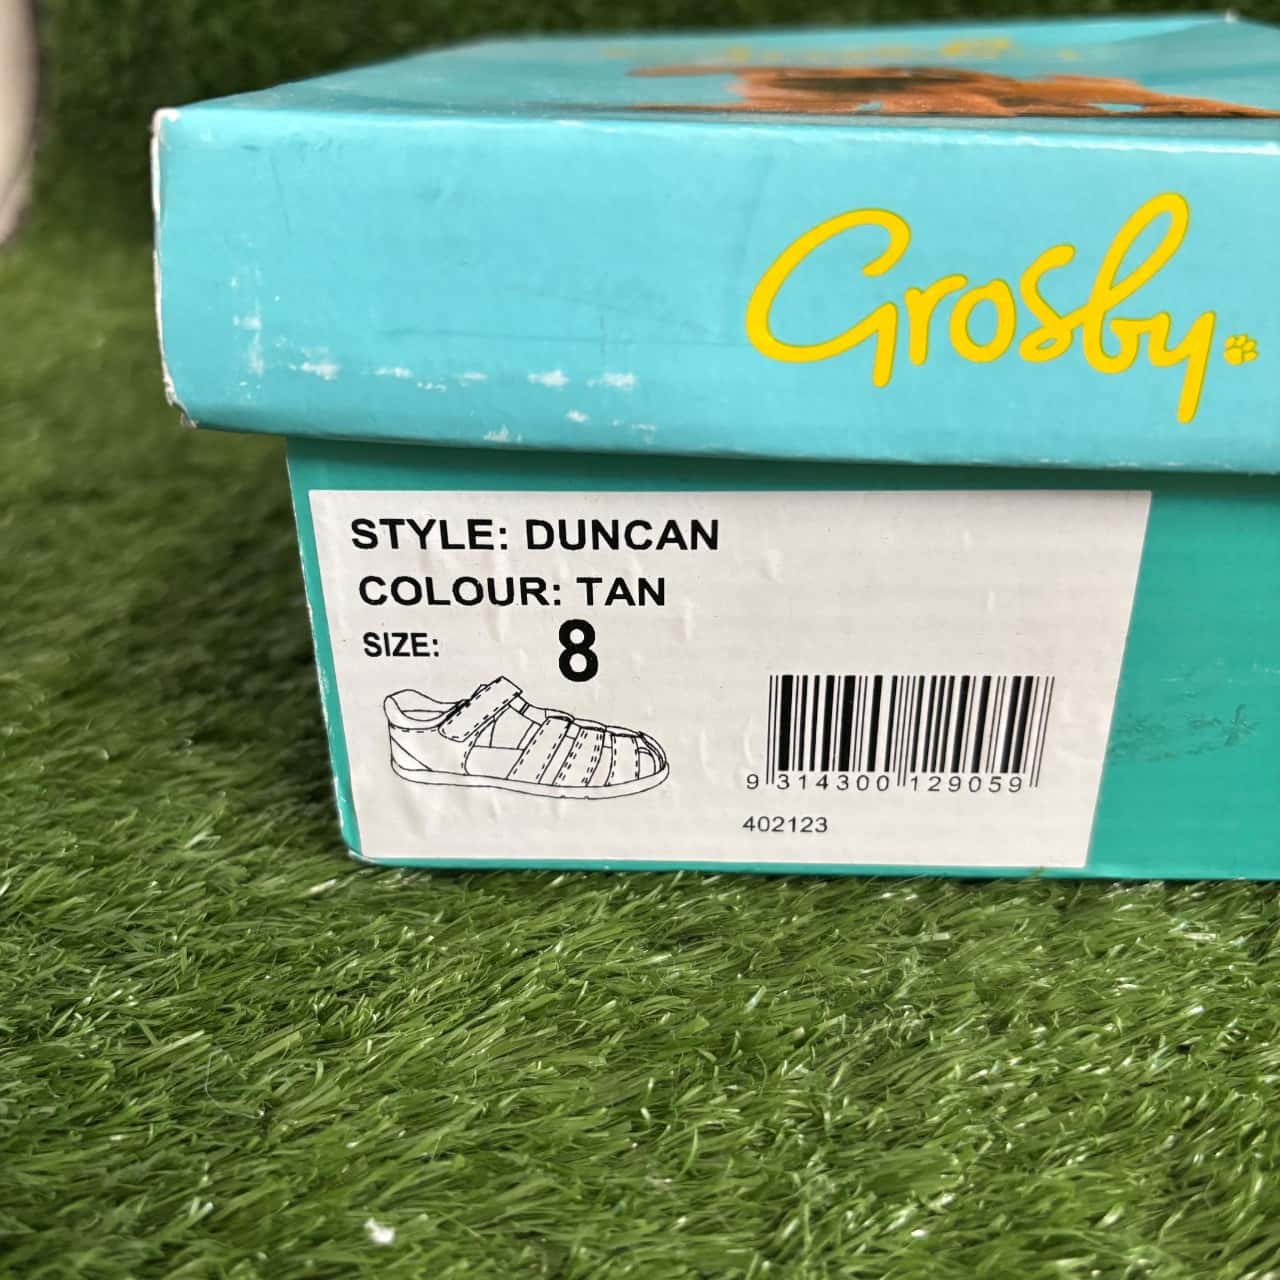 Grosby
STYLE: DUNCAN
COLOUR: TAN
SIZE: 8
9 314300 129059
402123